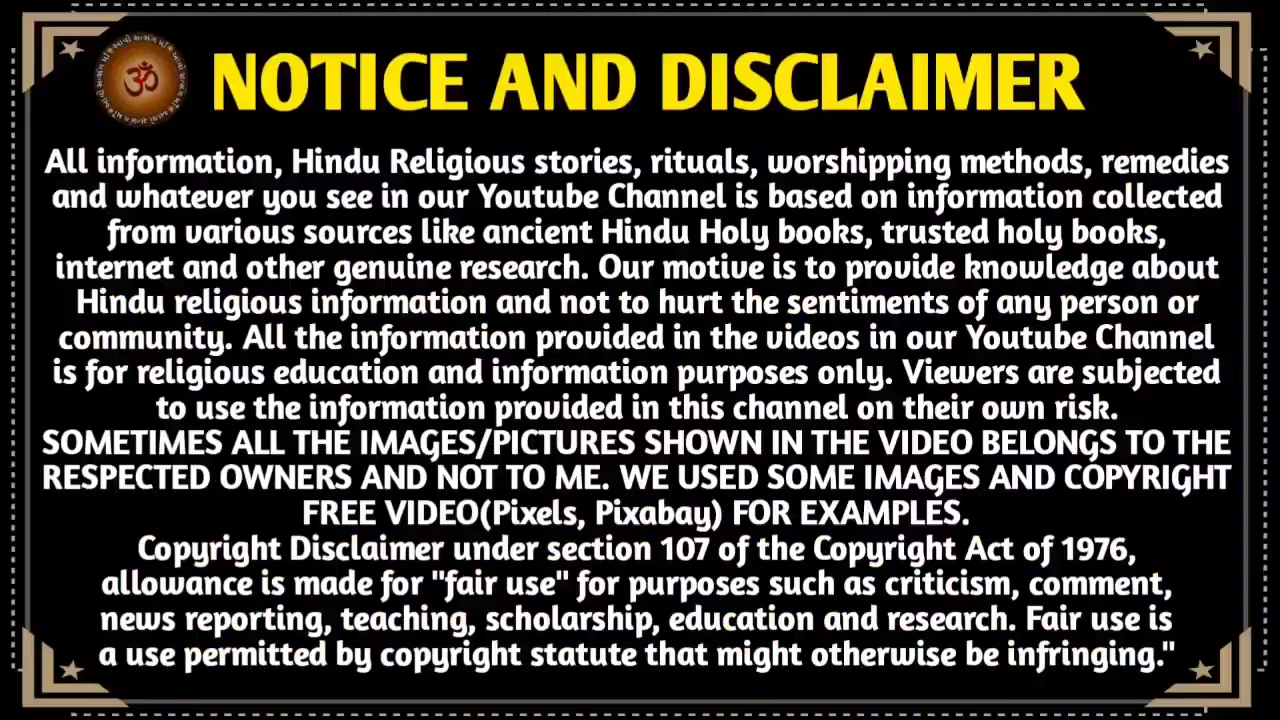 NOTICE AND DISCLAIMER
All information, Hindu Religious stories, rituals, worshipping methods, remedies
and whatever you see in our Youtube Channel is based on information collected
from various sources like ancient Hindu Holy books, trusted holy books,
internet and other genuine research. Our motive is to provide knowledge about
Hindu religious information and not to hurt the sentiments of any person or
community. All the information provided in the videos in our Youtube Channel
is for religious education and information purposes only. Viewers are subjected
to use the information provided in this channel on their own risk.
SOMETIMES ALL THE IMAGES/PICTURES SHOWN IN THE VIDEO BELONGS TO THE
RESPECTED OWNERS AND NOT TO ME. WE USED SOME IMAGES AND COPYRIGHT
FREE VIDEO(Pixels, Pixabay) FOR EXAMPLES.
Copyright Disclaimer under section 107 of the Copyright Act of 1976,
allowance is made for "fair use" for purposes such as criticism, comment,
news reporting, teaching, scholarship, education and research. Fair use is
a use permitted by copyright statute that might otherwise be infringing."
ॐ